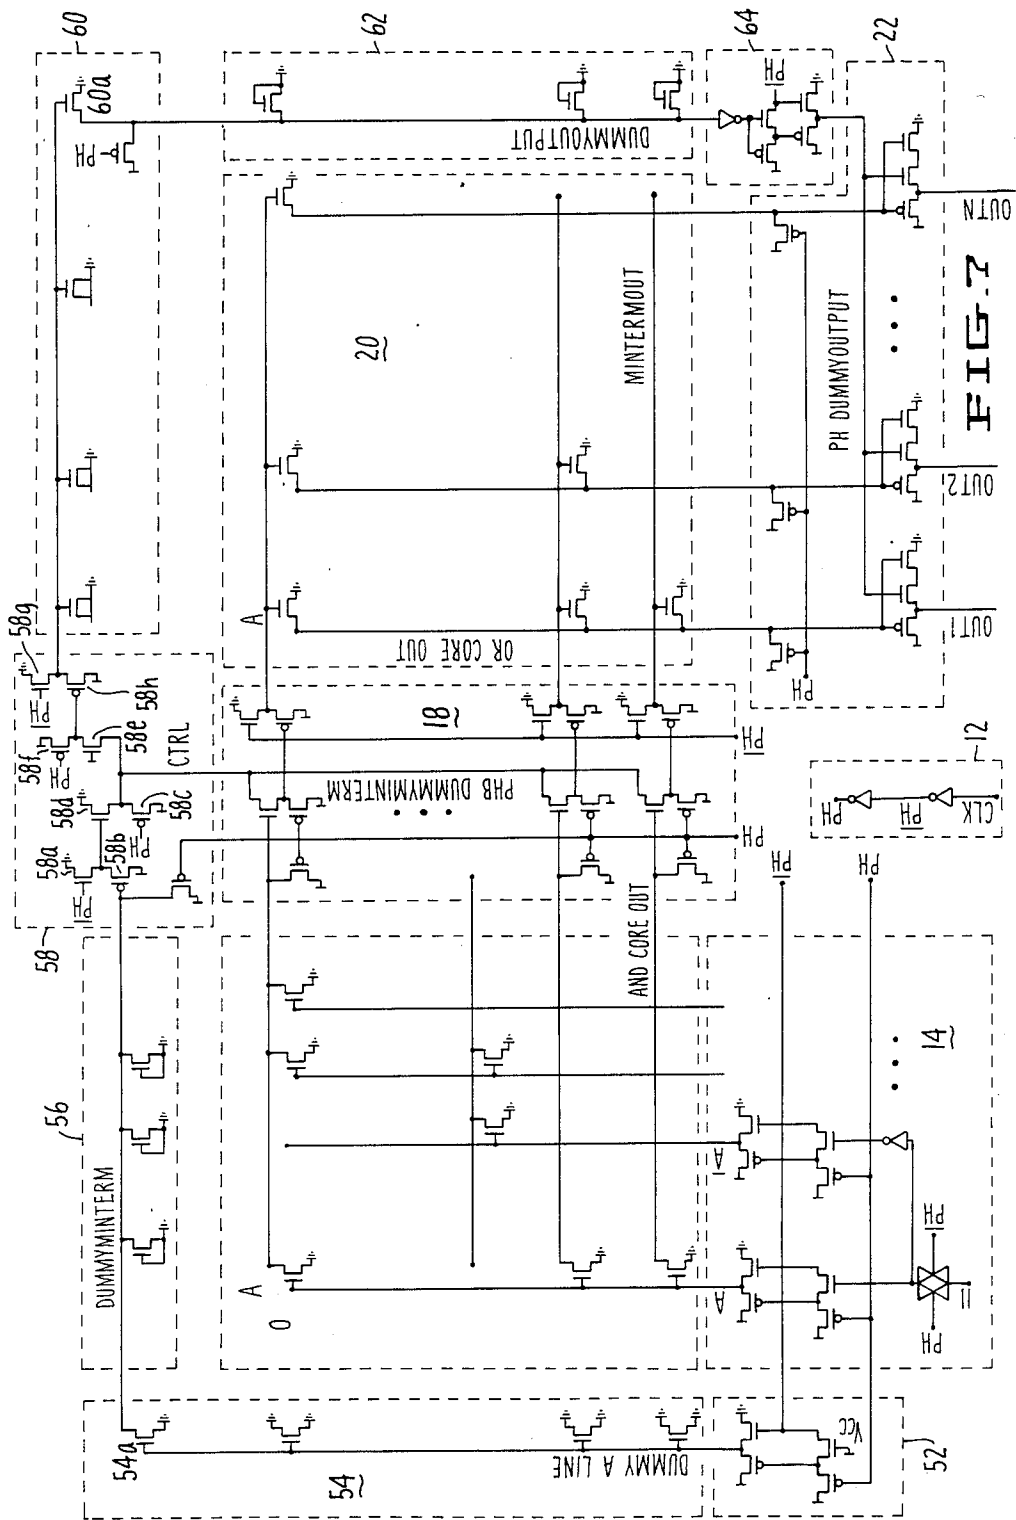 60
62
64
22
60a
PH
DUMMYOUTPUT
PH
58g
58h
58f
58e
PH
58d
58c
PH
58a
58b
PH
PH
CTRL
58
20
MINTERMOUT
A
OR CORE OUT
PH DUMMYOUTPUT
PH
OUTN
OUT2
OUT1
FIG. 7
18
PHB DUMMYMINTERM
PH
PH
12
PH
PH
CLK
56
DUMMYMINTERM
AND CORE OUT
A
0
A
A
14
PH
PH
PH
PH
I1
54a
54
DUMMY A LINE
VCC
52